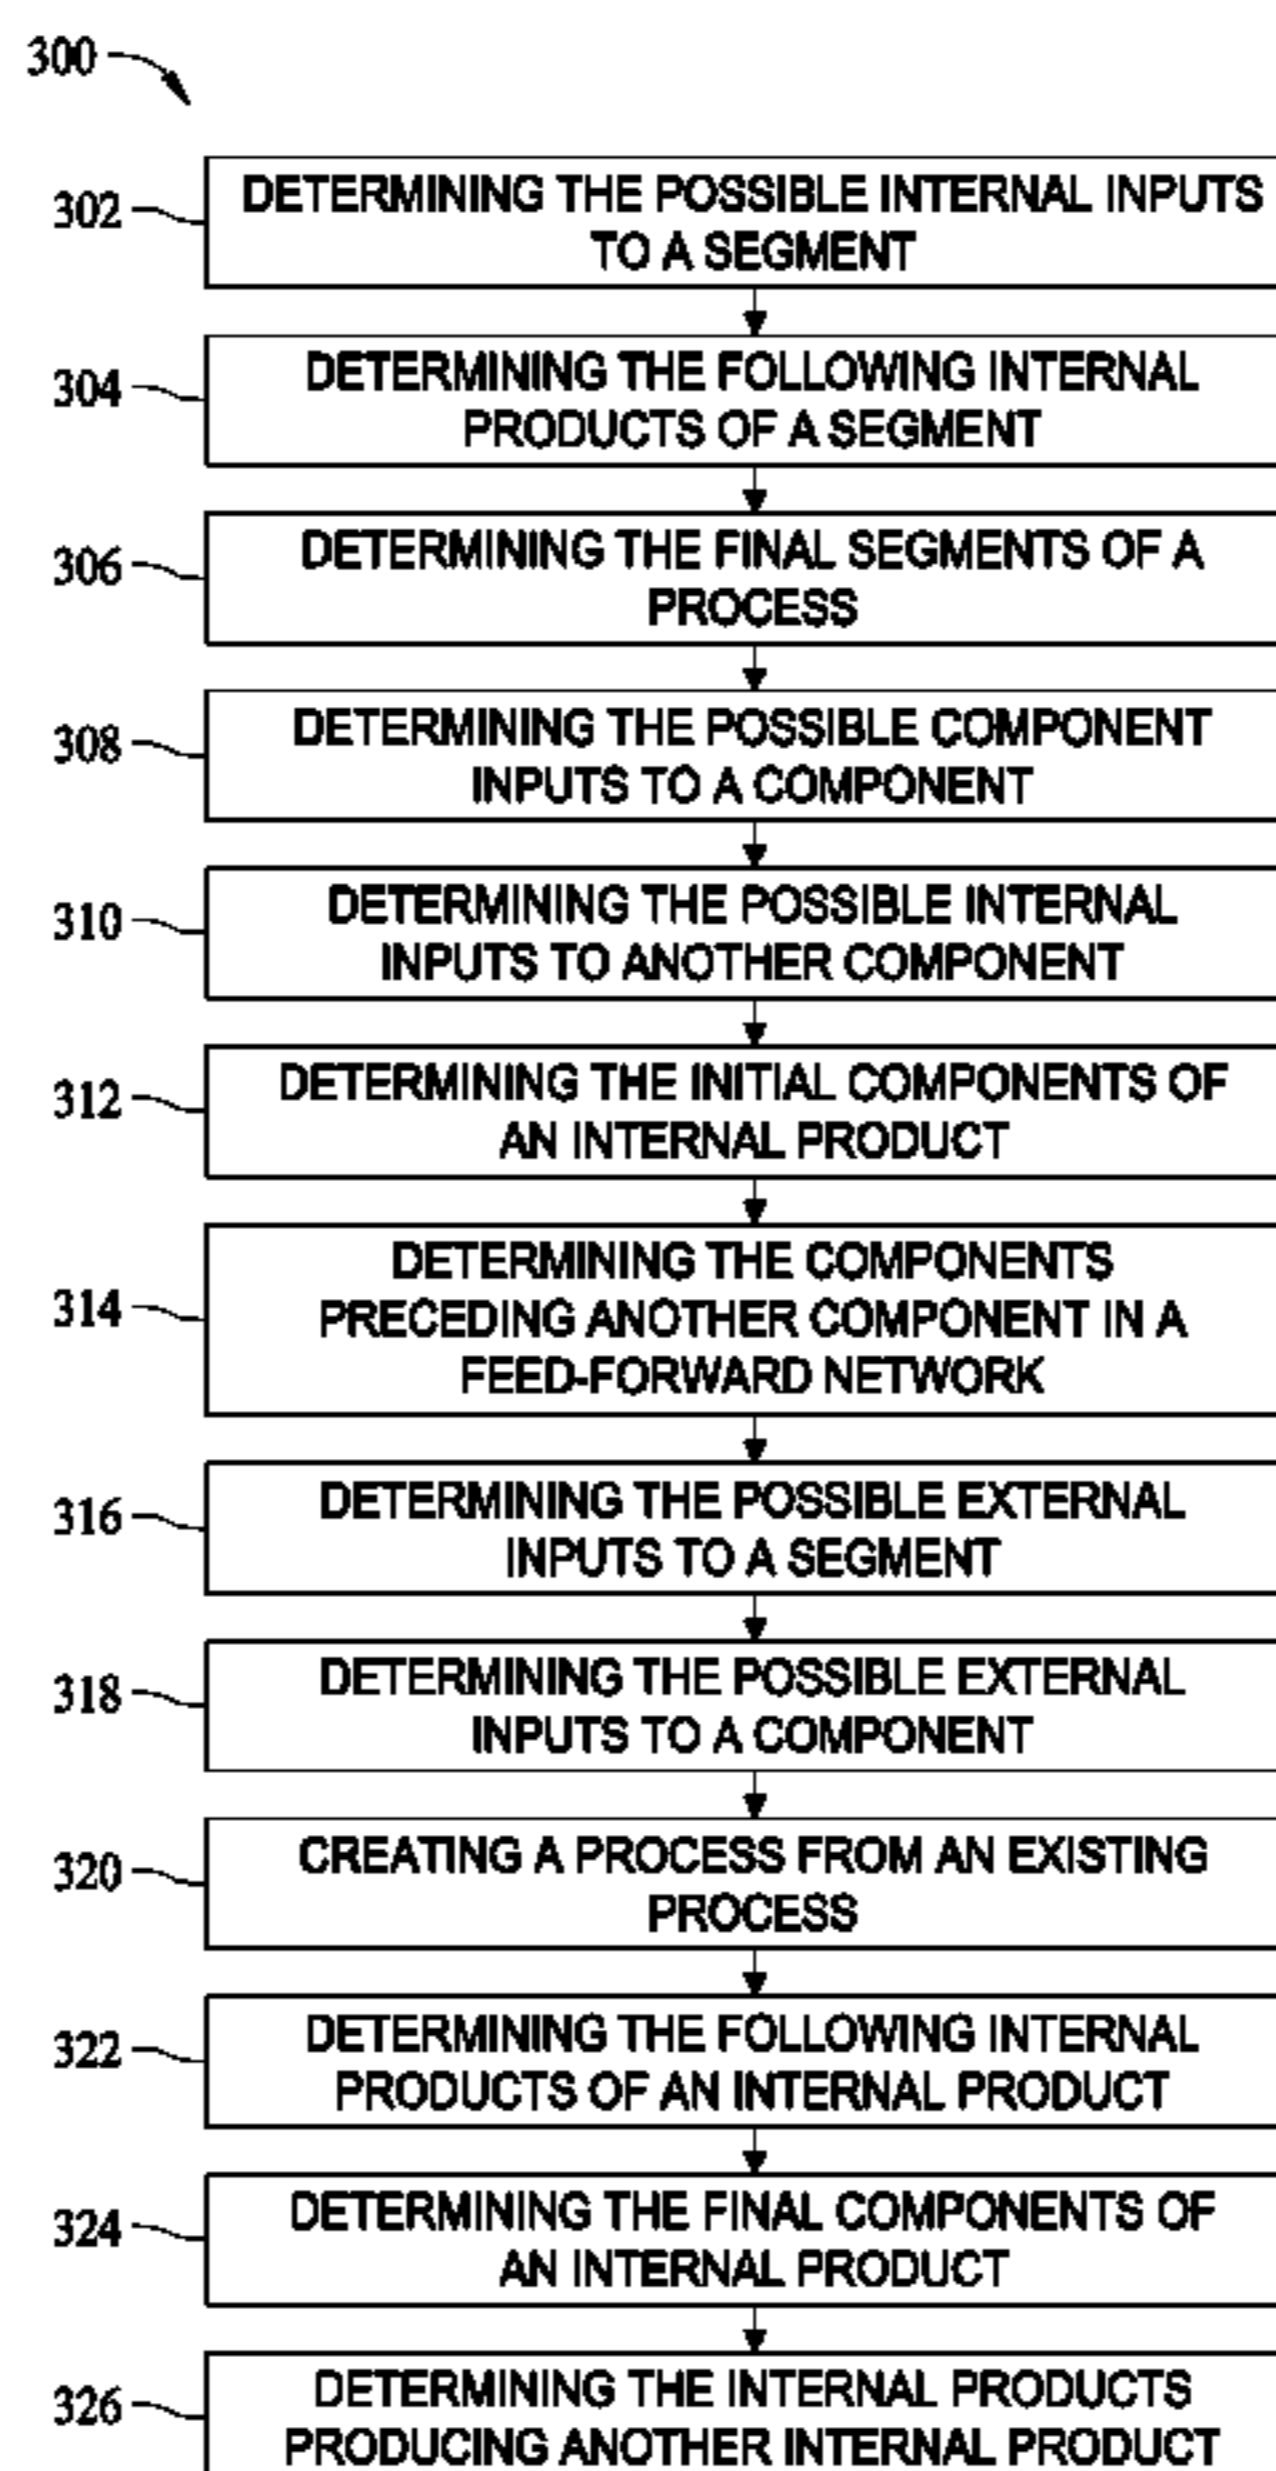 300
302
DETERMINING THE POSSIBLE INTERNAL INPUTS
TO A SEGMENT
304
DETERMINING THE FOLLOWING INTERNAL
PRODUCTS OF A SEGMENT
306
DETERMINING THE FINAL SEGMENTS OF A
PROCESS
308
DETERMINING THE POSSIBLE COMPONENT
INPUTS TO A COMPONENT
310
DETERMINING THE POSSIBLE INTERNAL
INPUTS TO ANOTHER COMPONENT
312
DETERMINING THE INITIAL COMPONENTS OF
AN INTERNAL PRODUCT
314
DETERMINING THE COMPONENTS
PRECEDING ANOTHER COMPONENT IN A
FEED-FORWARD NETWORK
316
DETERMINING THE POSSIBLE EXTERNAL
INPUTS TO A SEGMENT
318
DETERMINING THE POSSIBLE EXTERNAL
INPUTS TO A COMPONENT
320
CREATING A PROCESS FROM AN EXISTING
PROCESS
322
DETERMINING THE FOLLOWING INTERNAL
PRODUCTS OF AN INTERNAL PRODUCT
324
DETERMINING THE FINAL COMPONENTS OF
AN INTERNAL PRODUCT
326
DETERMINING THE INTERNAL PRODUCTS
PRODUCING ANOTHER INTERNAL PRODUCT